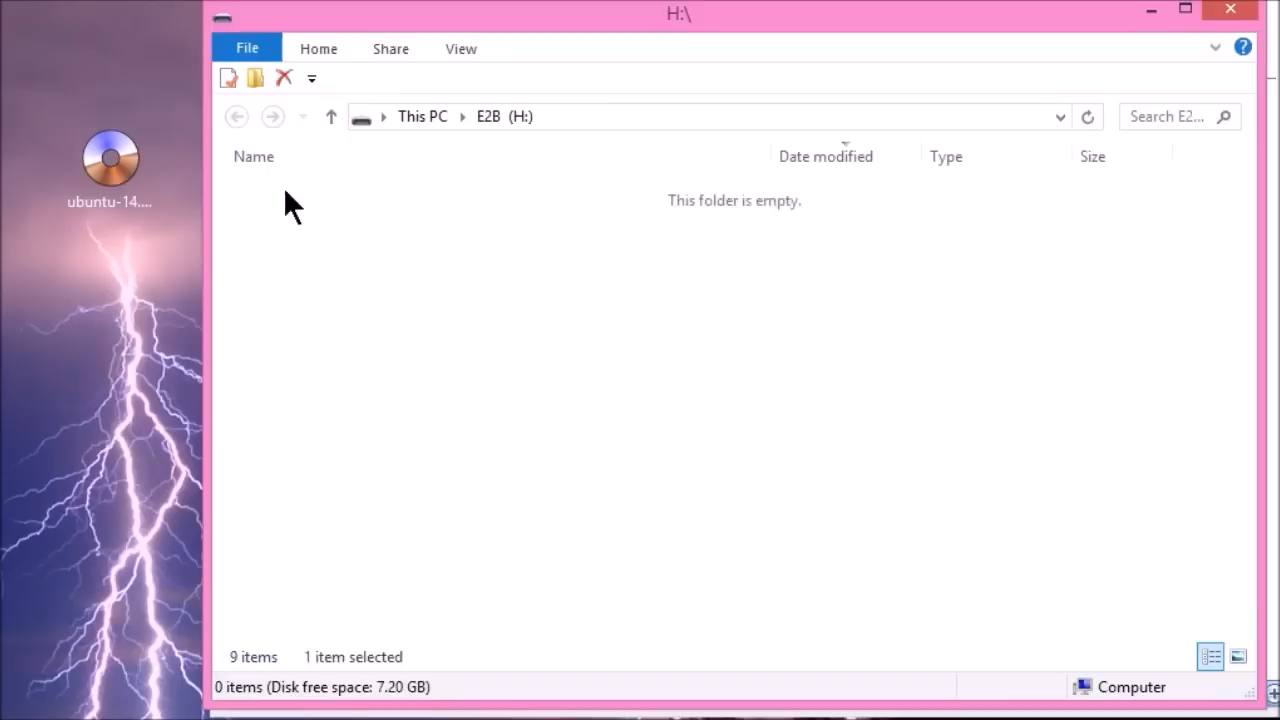 H:\
File Home Share View
This PC E2B (H:)
Search E2...
Name Date modified Type Size
This folder is empty.
ubuntu-14....
9 items 1 item selected
0 items (Disk free space: 7.20 GB) Computer